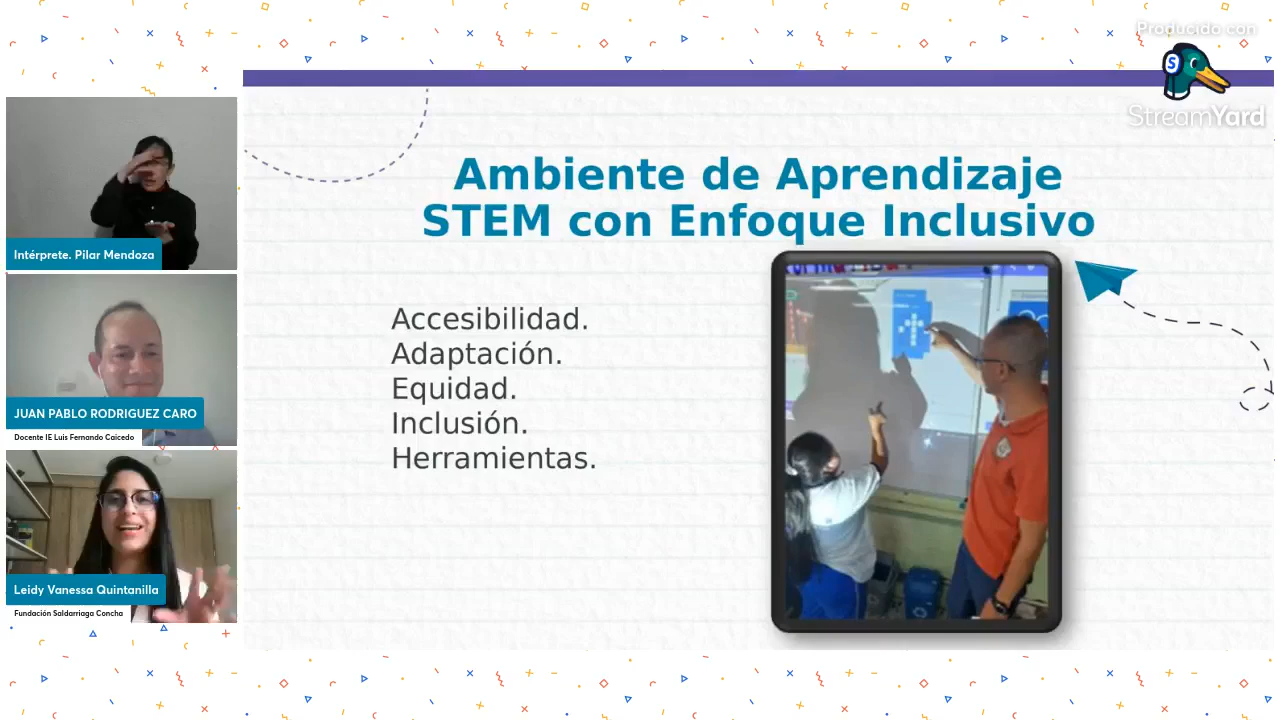 Producido con
StreamYard
Ambiente de Aprendizaje
STEM con Enfoque Inclusivo
Accesibilidad.
Adaptación.
Equidad.
Inclusión.
Herramientas.
Intérprete. Pilar Mendoza
JUAN PABLO RODRIGUEZ CARO
Docente IE Luis Fernando Caicedo
Leidy Vanessa Quintanilla
Fundación Saldarriaga Concha